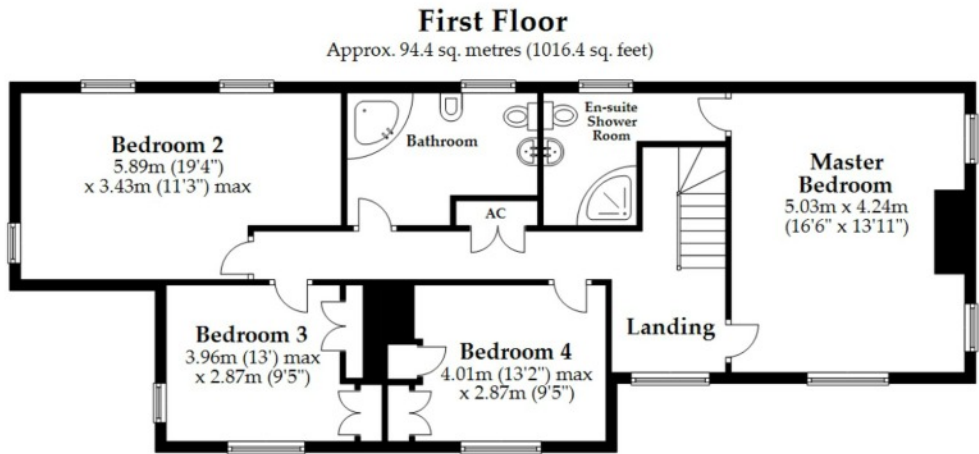 First Floor
Approx. 94.4 sq. metres (1016.4 sq. feet)
Bedroom 2
5.89m (19'4")
x 3.43m (11'3") max
Bathroom
En-suite
Shower
Room
Master
Bedroom
5.03m x 4.24m
(16'6" x 13'11")
AC
Bedroom 3
3.96m (13') max
x 2.87m (9'5")
Bedroom 4
4.01m (13'2") max
x 2.87m (9'5")
Landing